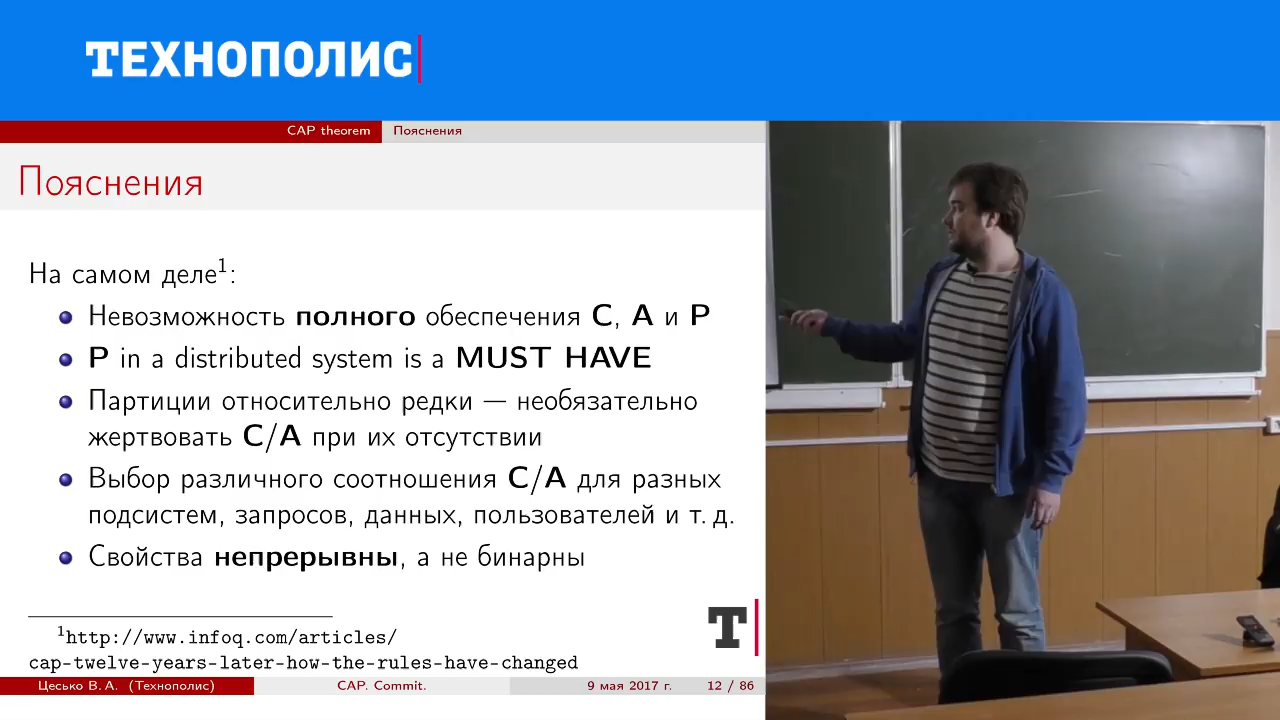 ТЕХНОПОЛИС
CAP theorem Пояснения
Пояснения
На самом деле¹:
Невозможность полного обеспечения C, A и P
P in a distributed system is a MUST HAVE
Партиции относительно редки — необязательно
жертвовать C/A при их отсутствии
Выбор различного соотношения C/A для разных
подсистем, запросов, данных, пользователей и т. д.
Свойства непрерывны, а не бинарны
¹http://www.infoq.com/articles/
cap-twelve-years-later-how-the-rules-have-changed
Т
Цесько В. А. (Технополис) CAP. Commit. 9 мая 2017 г. 12 / 86